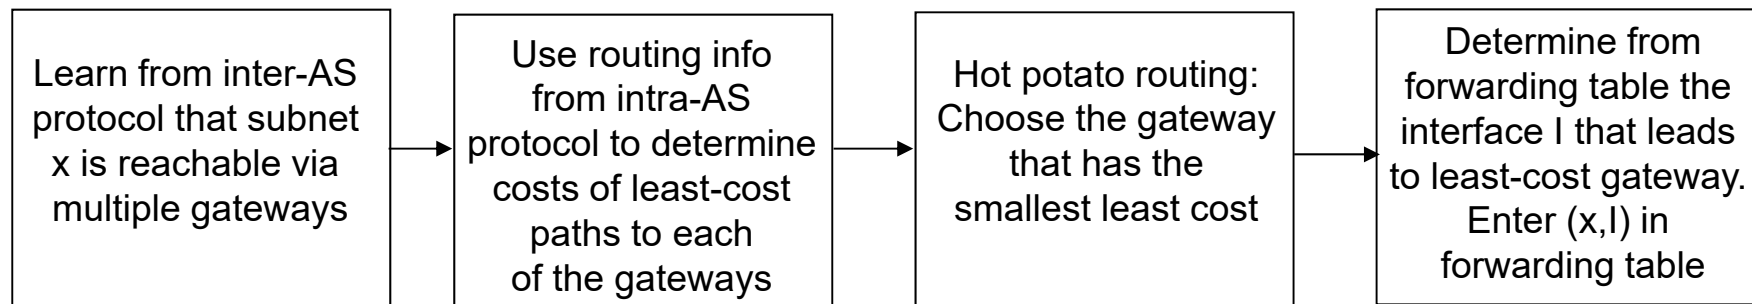 Learn from inter-AS
protocol that subnet
x is reachable via
multiple gateways
Use routing info
from intra-AS
protocol to determine
costs of least-cost
paths to each
of the gateways
Hot potato routing:
Choose the gateway
that has the
smallest least cost
Determine from
forwarding table the
interface I that leads
to least-cost gateway.
Enter (x,I) in
forwarding table